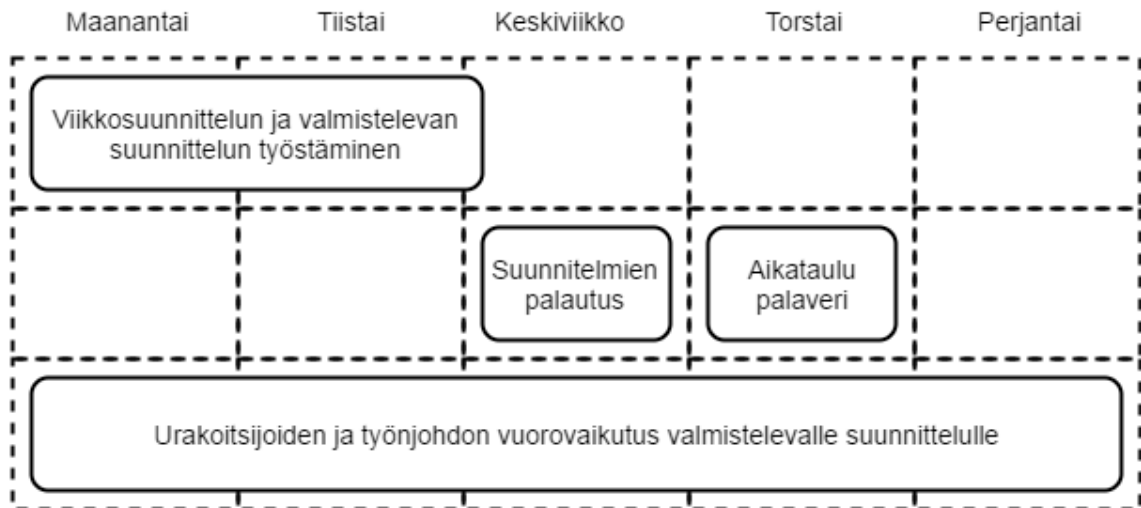 Maanantai
Tiistai
Keskiviikko
Torstai
Perjantai
Viikkosuunnittelun ja valmistelevan
suunnittelun työstäminen
Suunnitelmien
palautus
Aikataulu
palaveri
Urakoitsijoiden ja työnjohdon vuorovaikutus valmistelevalle suunnittelulle